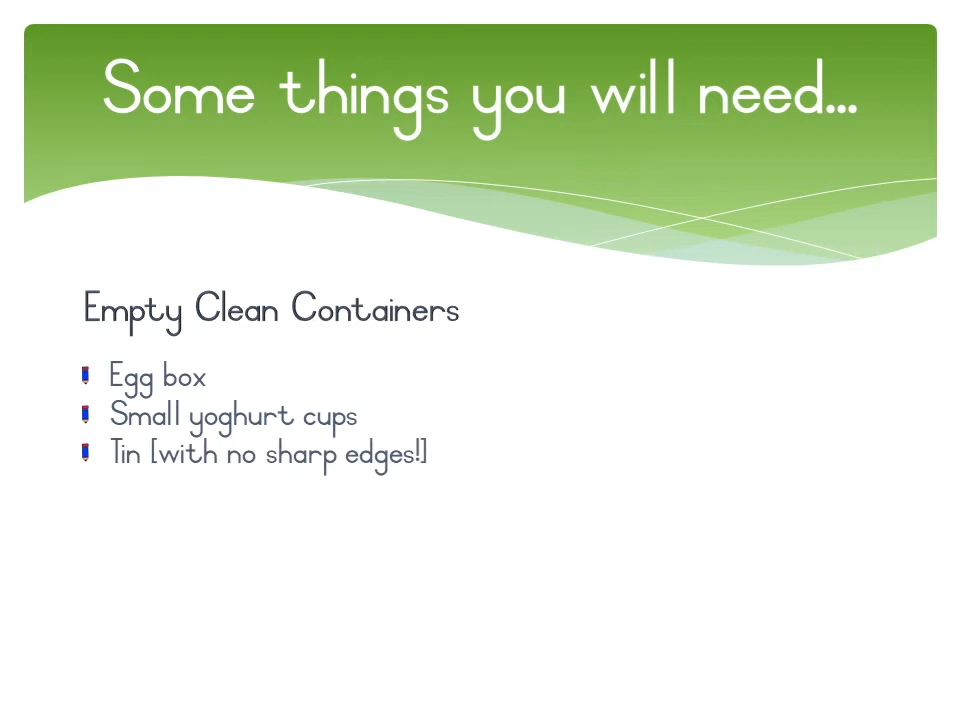 Some things you will need...
Empty Clean Containers
Egg box
Small yoghurt cups
Tin [with no sharp edges!]